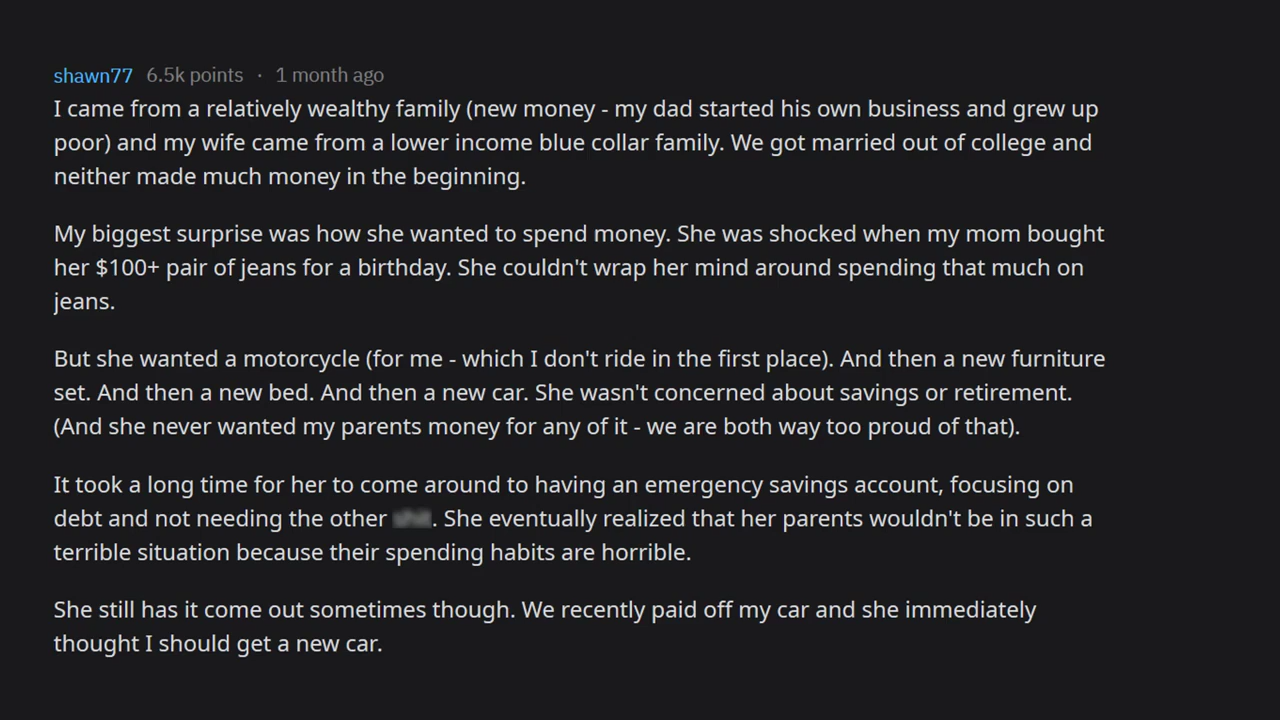 shawn77 6.5k points · 1 month ago
I came from a relatively wealthy family (new money - my dad started his own business and grew up
poor) and my wife came from a lower income blue collar family. We got married out of college and
neither made much money in the beginning.
My biggest surprise was how she wanted to spend money. She was shocked when my mom bought
her $100+ pair of jeans for a birthday. She couldn't wrap her mind around spending that much on
jeans.
But she wanted a motorcycle (for me - which I don't ride in the first place). And then a new furniture
set. And then a new bed. And then a new car. She wasn't concerned about savings or retirement.
(And she never wanted my parents money for any of it - we are both way too proud of that).
It took a long time for her to come around to having an emergency savings account, focusing on
debt and not needing the other . She eventually realized that her parents wouldn't be in such a
terrible situation because their spending habits are horrible.
She still has it come out sometimes though. We recently paid off my car and she immediately
thought I should get a new car.